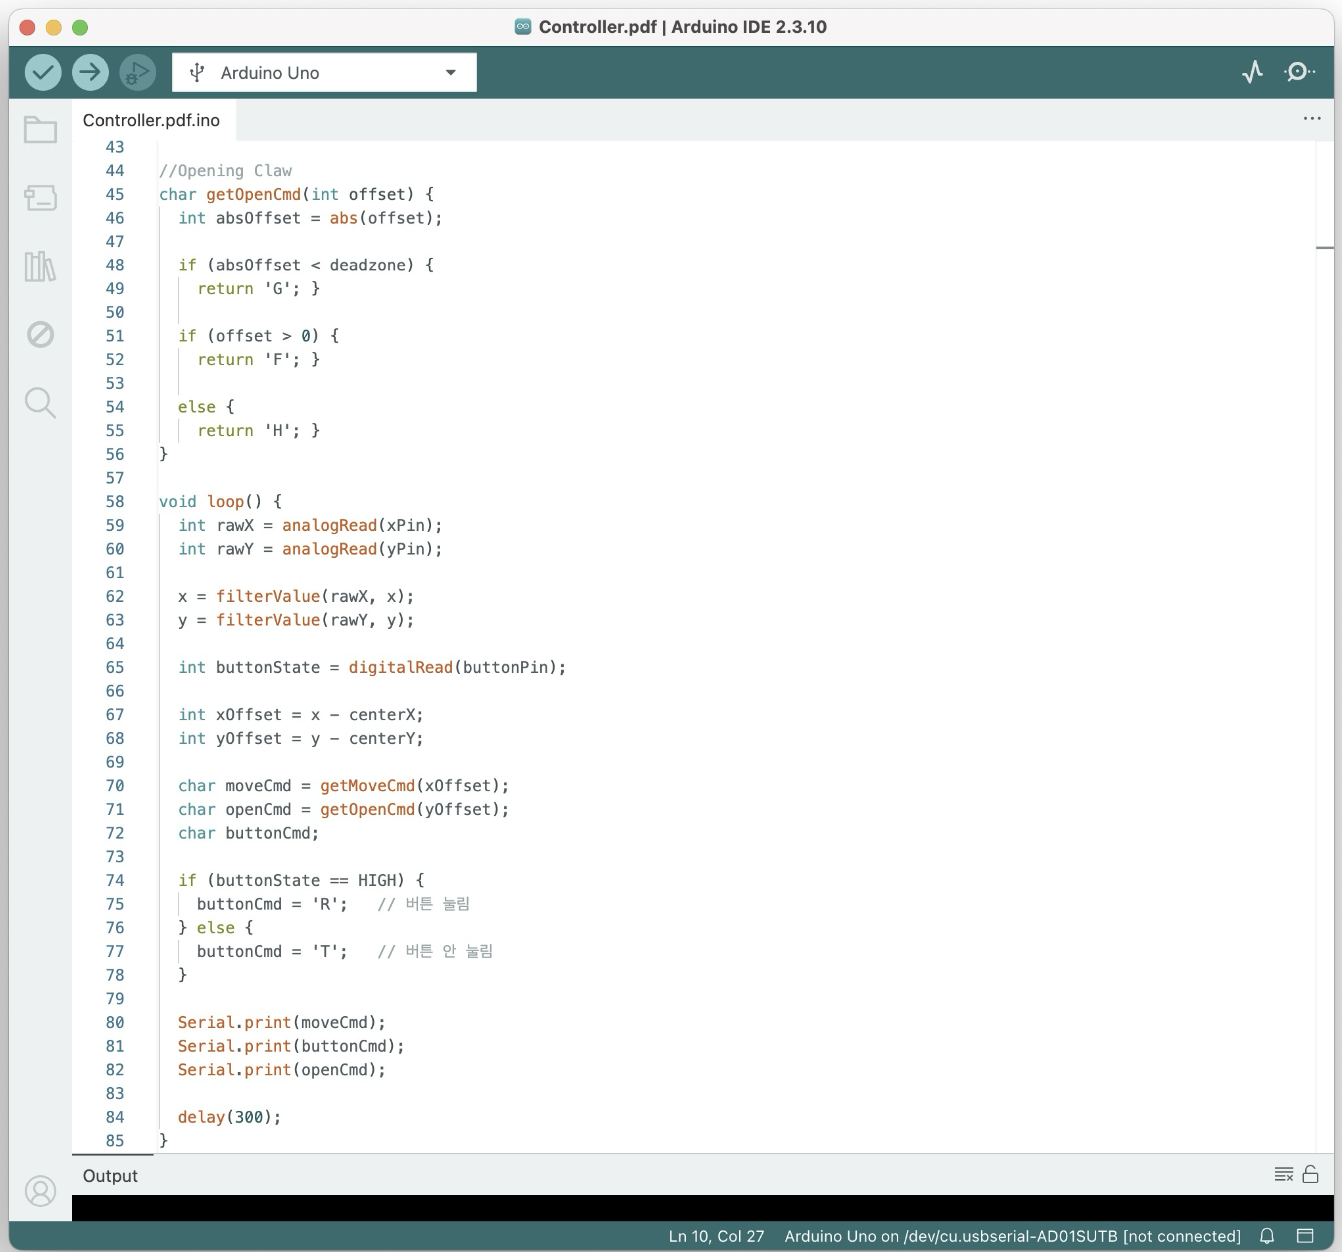 Controller.pdf | Arduino IDE 2.3.10
Arduino Uno
Controller.pdf.ino
43
44 //Opening Claw
45 char getOpenCmd(int offset) {
46 int absOffset = abs(offset);
47
48 if (absOffset < deadzone) {
49 return 'G'; }
50
51 if (offset > 0) {
52 return 'F'; }
53
54 else {
55 return 'H'; }
56 }
57
58 void loop() {
59 int rawX = analogRead(xPin);
60 int rawY = analogRead(yPin);
61
62 x = filterValue(rawX, x);
63 y = filterValue(rawY, y);
64
65 int buttonState = digitalRead(buttonPin);
66
67 int xOffset = x - centerX;
68 int yOffset = y - centerY;
69
70 char moveCmd = getMoveCmd(xOffset);
71 char openCmd = getOpenCmd(yOffset);
72 char buttonCmd;
73
74 if (buttonState == HIGH) {
75 buttonCmd = 'R'; // 버튼 눌림
76 } else {
77 buttonCmd = 'T'; // 버튼 안 눌림
78 }
79
80 Serial.print(moveCmd);
81 Serial.print(buttonCmd);
82 Serial.print(openCmd);
83
84 delay(300);
85 }
Output
Ln 10, Col 27 Arduino Uno on /dev/cu.usbserial-AD01SUTB [not connected]